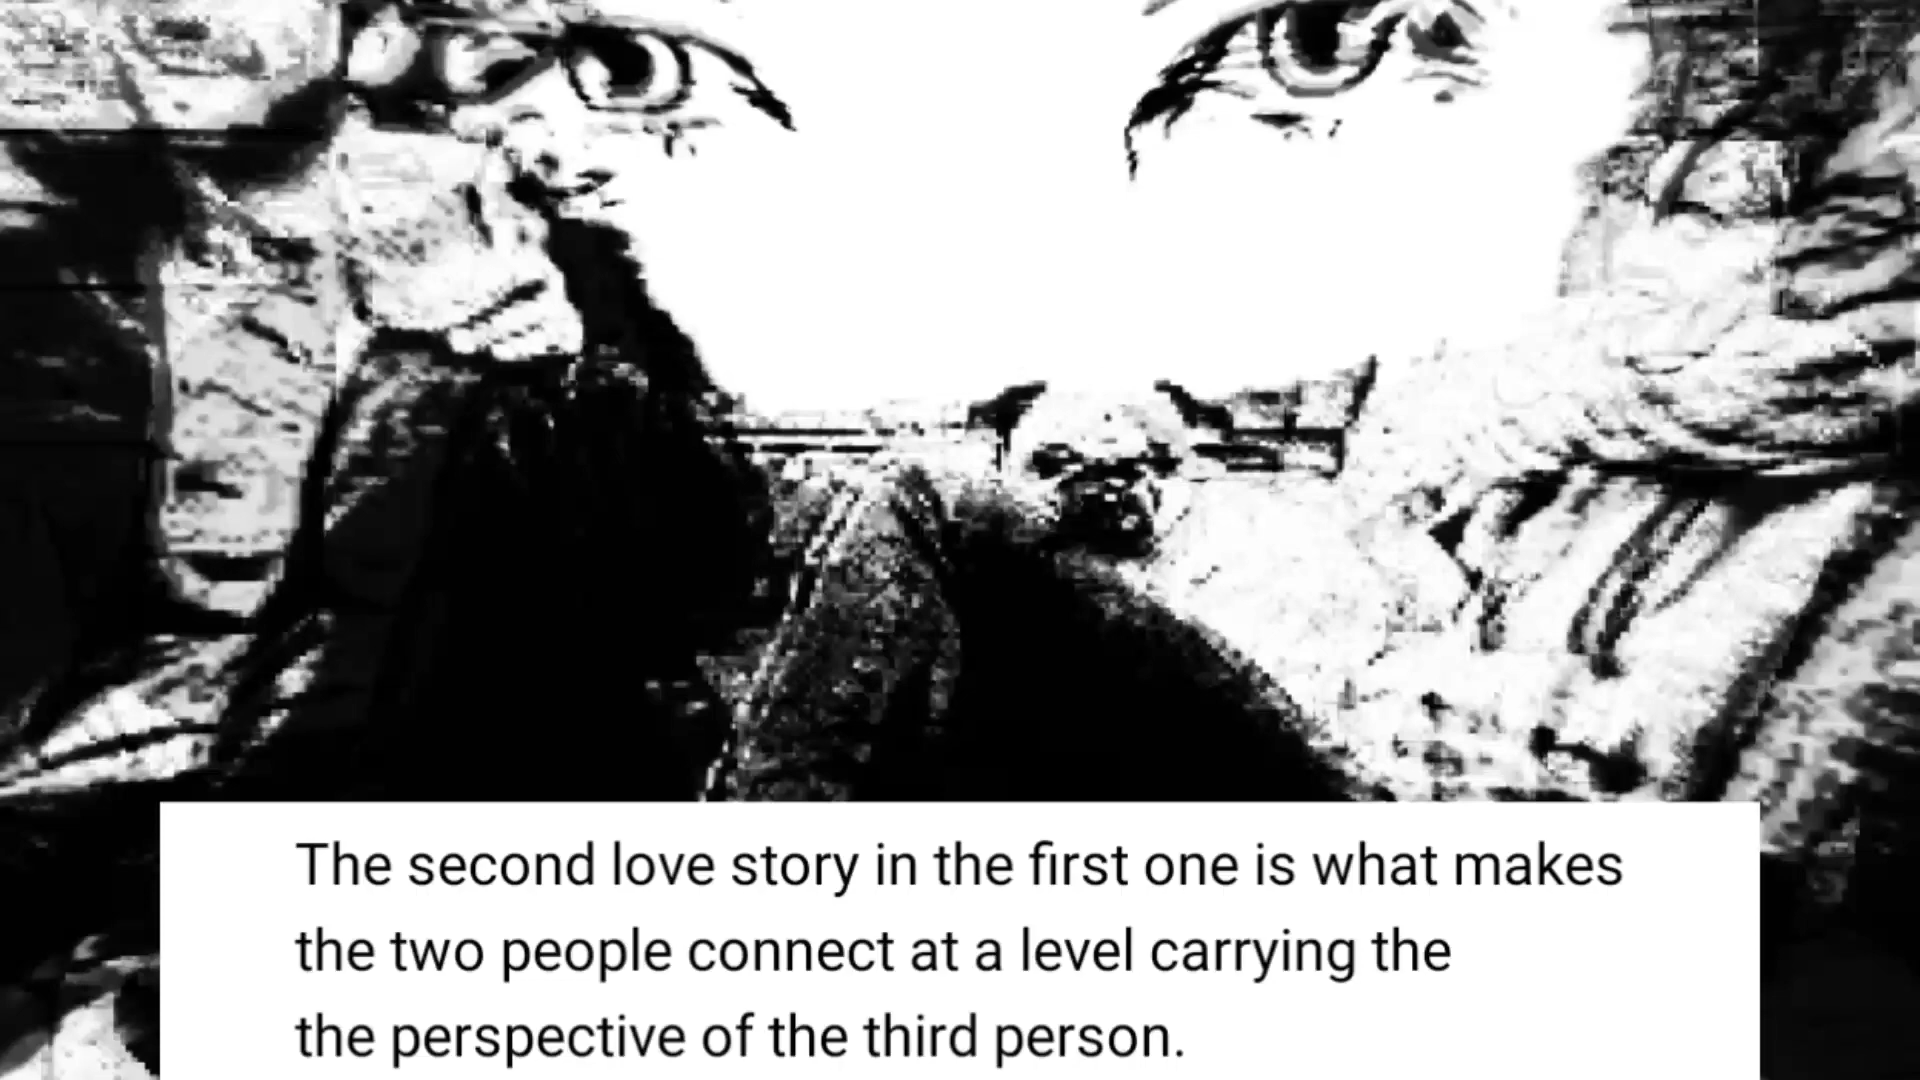 The second love story in the first one is what makes
the two people connect at a level carrying the
the perspective of the third person.